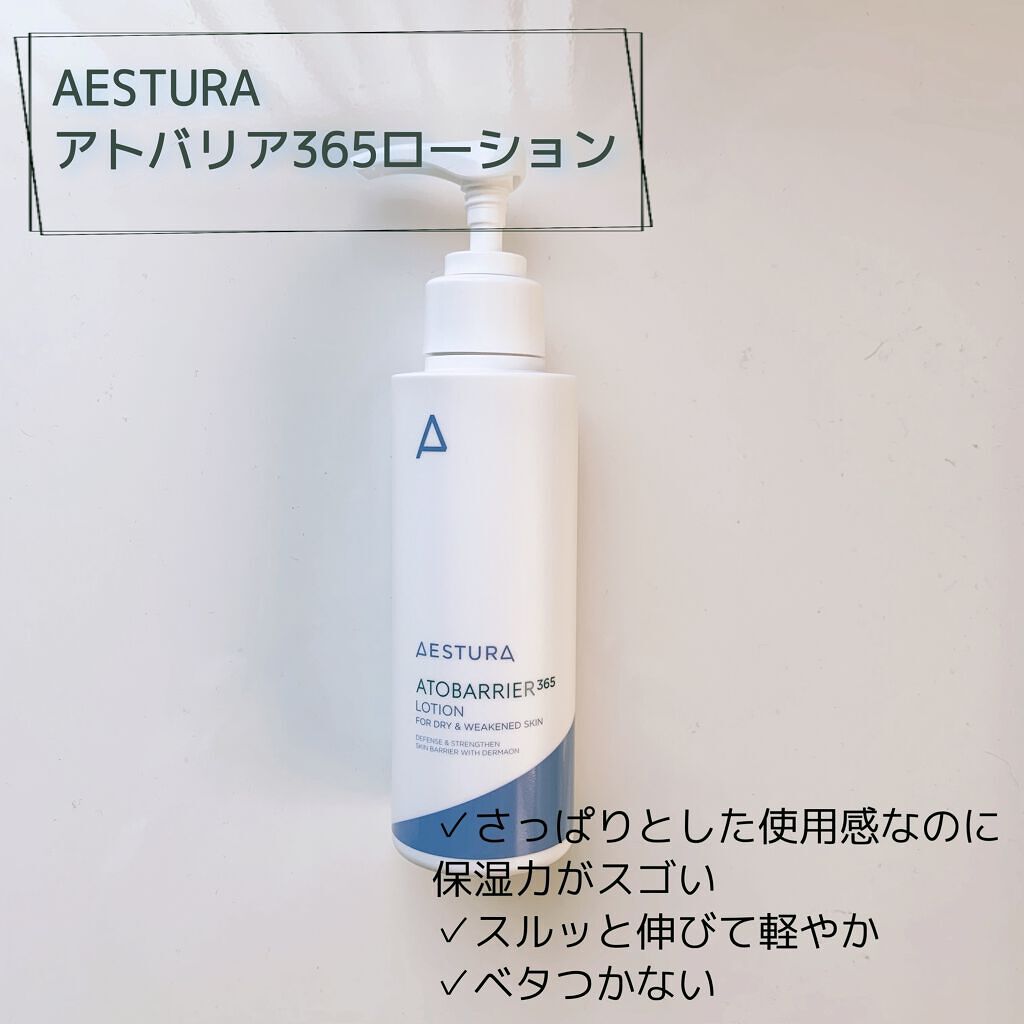 AESTURA
アトバリア365ローション
AESTURA
ATOBARRIER365
LOTION
FOR DRY & WEAKENED SKIN
DEFENSE & STRENGTHEN
SKIN BARRIER WITH DERMAON
✓さっぱりとした使用感なのに
保湿力がスゴい
✓スルッと伸びて軽やか
✓ベタつかない